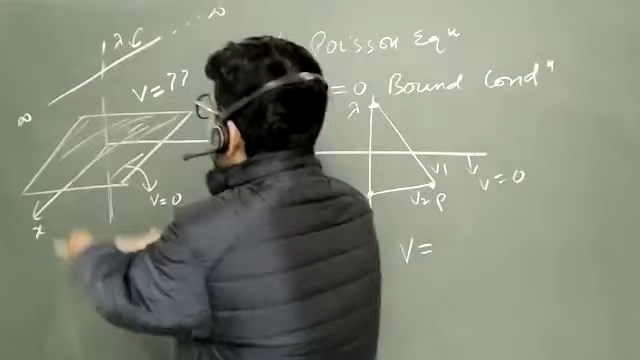 ∞
λ
Poisson Eqⁿ
V=??
= 0 Bound Condⁿ
∞
λ
V=0
x
V1
V2 P
V=0
V=